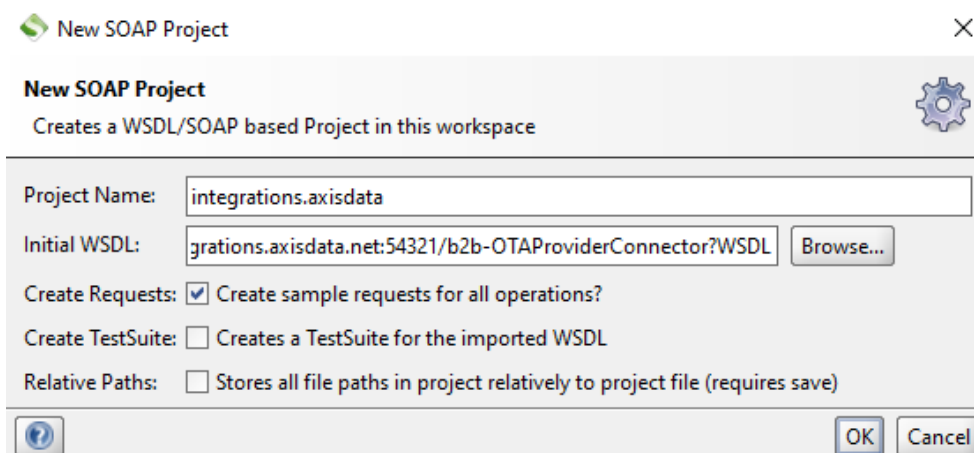 New SOAP Project
New SOAP Project
Creates a WSDL/SOAP based Project in this workspace
Project Name: integrations.axisdata
Initial WSDL: grations.axisdata.net:54321/b2b-OTAProviderConnector?WSDL Browse...
Create Requests: Create sample requests for all operations?
Create TestSuite: Creates a TestSuite for the imported WSDL
Relative Paths: Stores all file paths in project relatively to project file (requires save)
OK Cancel